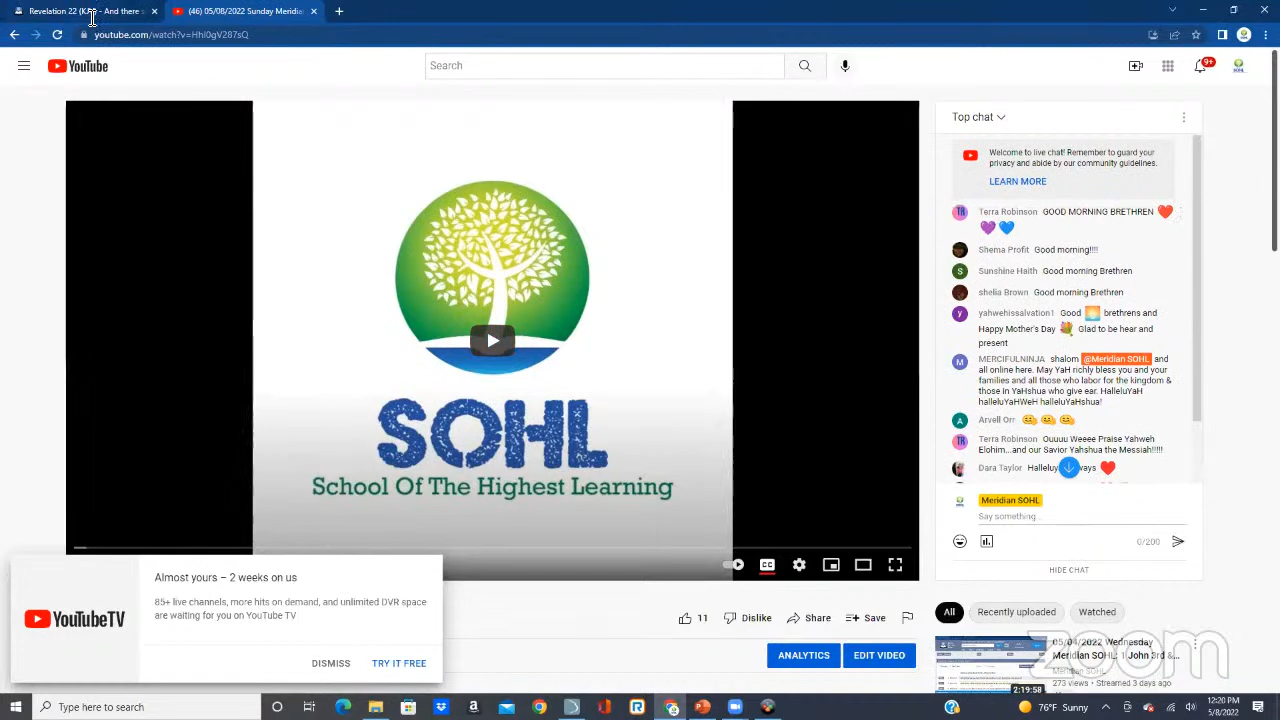 Revelation 22 (KJV) - And there s
(46) 05/08/2022 Sunday Meridia
youtube.com/watch?v=HhI0gV287sQ
YouTube
Search
9+
SOHL
School Of The Highest Learning
Top chat
Welcome to live chat! Remember to guard your
privacy and abide by our community guidelines.
LEARN MORE
Terra Robinson GOOD MORNING BRETHREN
Shema Profit Good morning!!!!
Sunshine Haith Good morning Brethren
shelia Brown Good morning Brethren
yahwehissalvation1 Good brethrens and
Happy Mother's Day Glad to be hear and
present
MERCIFULNINJA shalom @Meridian SOHL and
all online here. May YaH richly bless you and your
families and all those who labor for the kingdom &
those in YaHshua who give ear. HalleluYaH
halleluYaWeH halleluYaHshua!
Arvell Orr
Terra Robinson Ouuuu Weeee Praise Yahweh
Elohim...and our Savior Yahshua the Messiah!!!!!
Dara Taylor
Meridian SOHL
Say something...
0/200
HIDE CHAT
CC
Almost yours – 2 weeks on us
85+ live channels, more hits on demand, and unlimited DVR space
are waiting for you on YouTube TV
YouTubeTV
DISMISS TRY IT FREE
11 Dislike Share Save
ANALYTICS EDIT VIDEO
All Recently uploaded Watched
05/04/2022 Wednesday
Meridian SOHL: 1 John 3rd &...
Meridian SOHL
273 views • Streamed 3 days ago
2:19:58
zoom
Type here to search
76°F Sunny
12:20 PM
5/8/2022